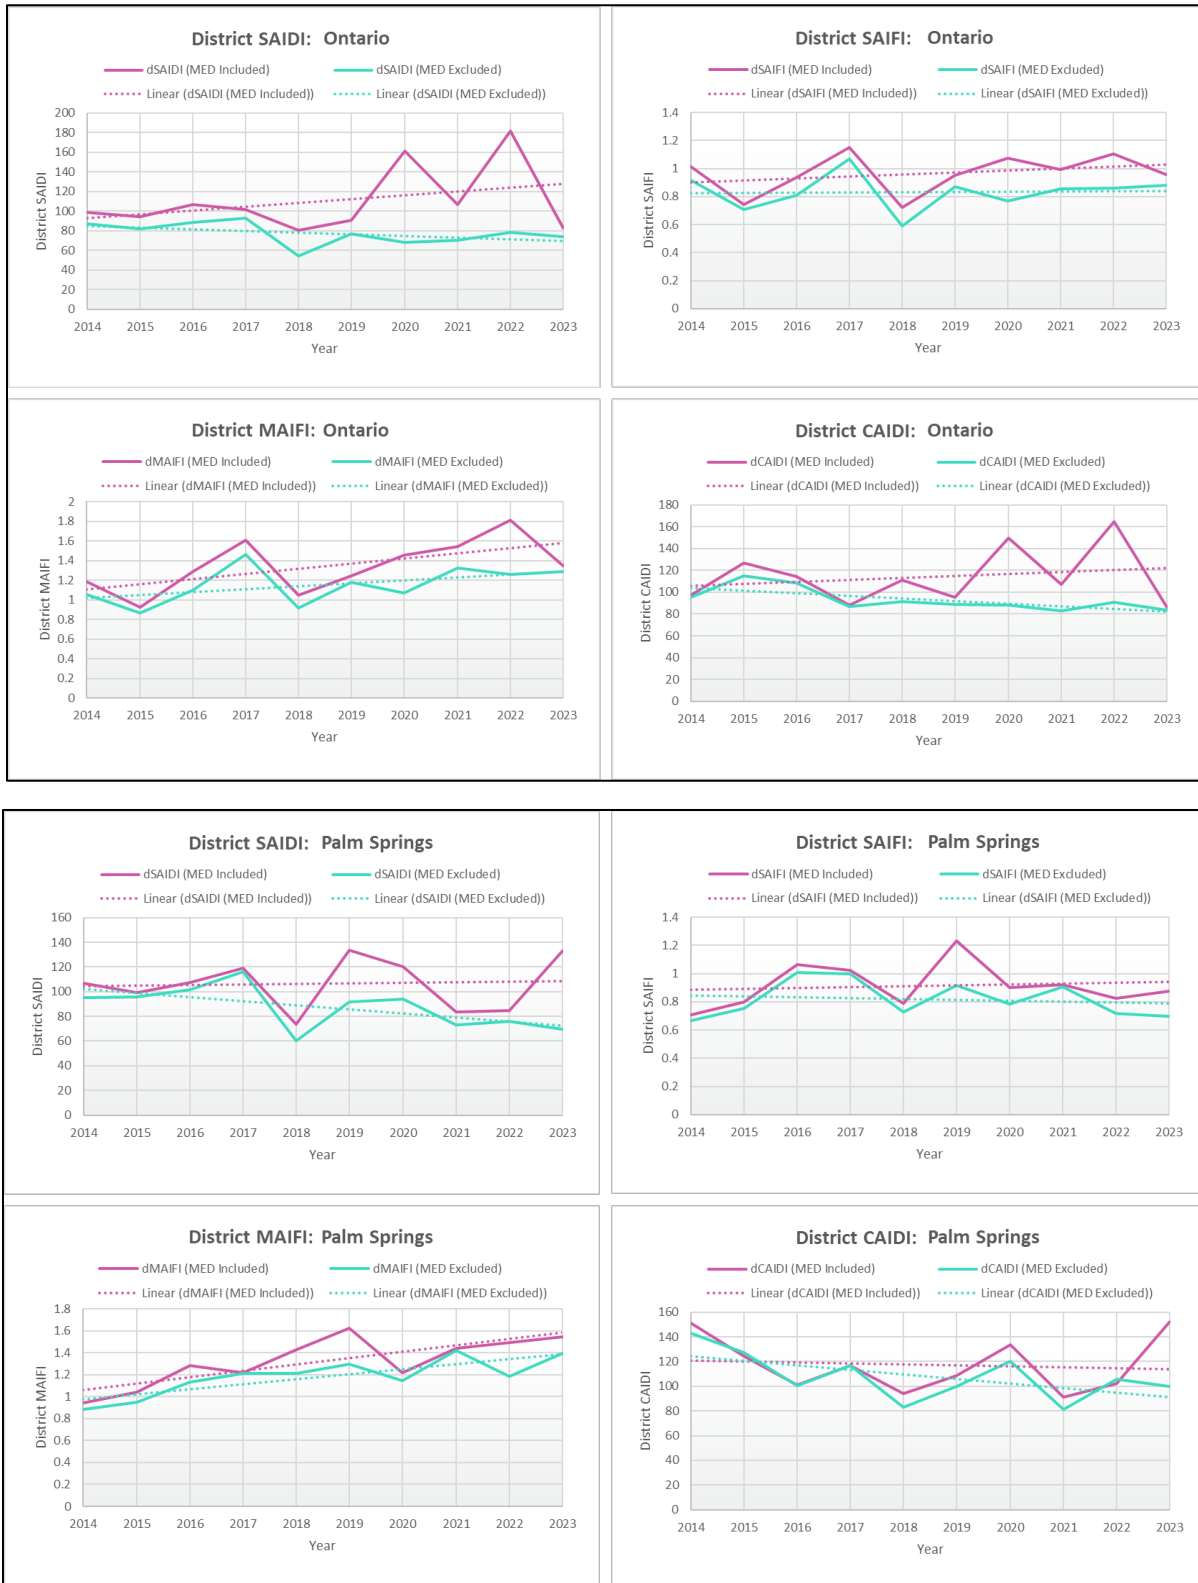 District SAIDI: Ontario
dSAIDI (MED Included)
dSAIDI (MED Excluded)
Linear (dSAIDI (MED Included))
Linear (dSAIDI (MED Excluded))
200
180
160
140
120
100
80
60
40
20
0
District SAIDI
2014 2015 2016 2017 2018 2019 2020 2021 2022 2023
Year
District SAIFI: Ontario
dSAIFI (MED Included)
dSAIFI (MED Excluded)
Linear (dSAIFI (MED Included))
Linear (dSAIFI (MED Excluded))
1.4
1.2
1
0.8
0.6
0.4
0.2
0
District SAIFI
2014 2015 2016 2017 2018 2019 2020 2021 2022 2023
Year
District MAIFI: Ontario
dMAIFI (MED Included)
dMAIFI (MED Excluded)
Linear (dMAIFI (MED Included))
Linear (dMAIFI (MED Excluded))
2
1.8
1.6
1.4
1.2
1
0.8
0.6
0.4
0.2
0
District MAIFI
2014 2015 2016 2017 2018 2019 2020 2021 2022 2023
Year
District CAIDI: Ontario
dCAIDI (MED Included)
dCAIDI (MED Excluded)
Linear (dCAIDI (MED Included))
Linear (dCAIDI (MED Excluded))
180
160
140
120
100
80
60
40
20
0
District CAIDI
2014 2015 2016 2017 2018 2019 2020 2021 2022 2023
Year
District SAIDI: Palm Springs
dSAIDI (MED Included)
dSAIDI (MED Excluded)
Linear (dSAIDI (MED Included))
Linear (dSAIDI (MED Excluded))
160
140
120
100
80
60
40
20
0
District SAIDI
2014 2015 2016 2017 2018 2019 2020 2021 2022 2023
Year
District SAIFI: Palm Springs
dSAIFI (MED Included)
dSAIFI (MED Excluded)
Linear (dSAIFI (MED Included))
Linear (dSAIFI (MED Excluded))
1.4
1.2
1
0.8
0.6
0.4
0.2
0
District SAIFI
2014 2015 2016 2017 2018 2019 2020 2021 2022 2023
Year
District MAIFI: Palm Springs
dMAIFI (MED Included)
dMAIFI (MED Excluded)
Linear (dMAIFI (MED Included))
Linear (dMAIFI (MED Excluded))
1.8
1.6
1.4
1.2
1
0.8
0.6
0.4
0.2
0
District MAIFI
2014 2015 2016 2017 2018 2019 2020 2021 2022 2023
Year
District CAIDI: Palm Springs
dCAIDI (MED Included)
dCAIDI (MED Excluded)
Linear (dCAIDI (MED Included))
Linear (dCAIDI (MED Excluded))
160
140
120
100
80
60
40
20
0
District CAIDI
2014 2015 2016 2017 2018 2019 2020 2021 2022 2023
Year